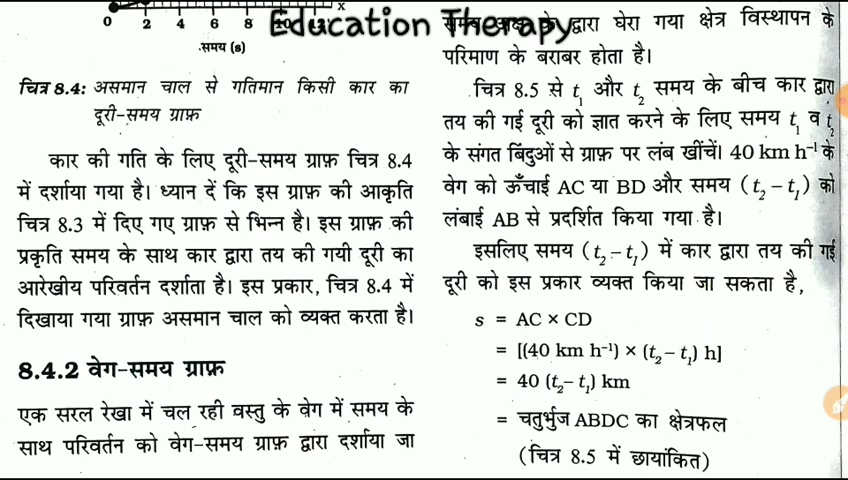 0 2 4 6 8 10 12 x
समय (s)
Education Therapy
चित्र 8.4: असमान चाल से गतिमान किसी कार का
दूरी-समय ग्राफ़
कार की गति के लिए दूरी-समय ग्राफ़ चित्र 8.4
में दर्शाया गया है। ध्यान दें कि इस ग्राफ़ की आकृति
चित्र 8.3 में दिए गए ग्राफ़ से भिन्न है। इस ग्राफ़ की
प्रकृति समय के साथ कार द्वारा तय की गयी दूरी का
आरेखीय परिवर्तन दर्शाता है। इस प्रकार, चित्र 8.4 में
दिखाया गया ग्राफ़ असमान चाल को व्यक्त करता है।
8.4.2 वेग-समय ग्राफ़
एक सरल रेखा में चल रही वस्तु के वेग में समय के
साथ परिवर्तन को वेग-समय ग्राफ़ द्वारा दर्शाया जा
समय अक्ष के द्वारा घेरा गया क्षेत्र विस्थापन के
परिमाण के बराबर होता है।
चित्र 8.5 से t₁ और t₂ समय के बीच कार द्वारा
तय की गई दूरी को ज्ञात करने के लिए समय t₁ व t₂
के संगत बिंदुओं से ग्राफ़ पर लंब खींचें। 40 km h⁻¹ के
वेग को ऊँचाई AC या BD और समय (t₂ – t₁) को
लंबाई AB से प्रदर्शित किया गया है।
इसलिए समय (t₂ – t₁) में कार द्वारा तय की गई
दूरी को इस प्रकार व्यक्त किया जा सकता है,
s = AC × CD
= [(40 km h⁻¹) × (t₂ – t₁) h]
= 40 (t₂– t₁) km
= चतुर्भुज ABDC का क्षेत्रफल
(चित्र 8.5 में छायांकित)